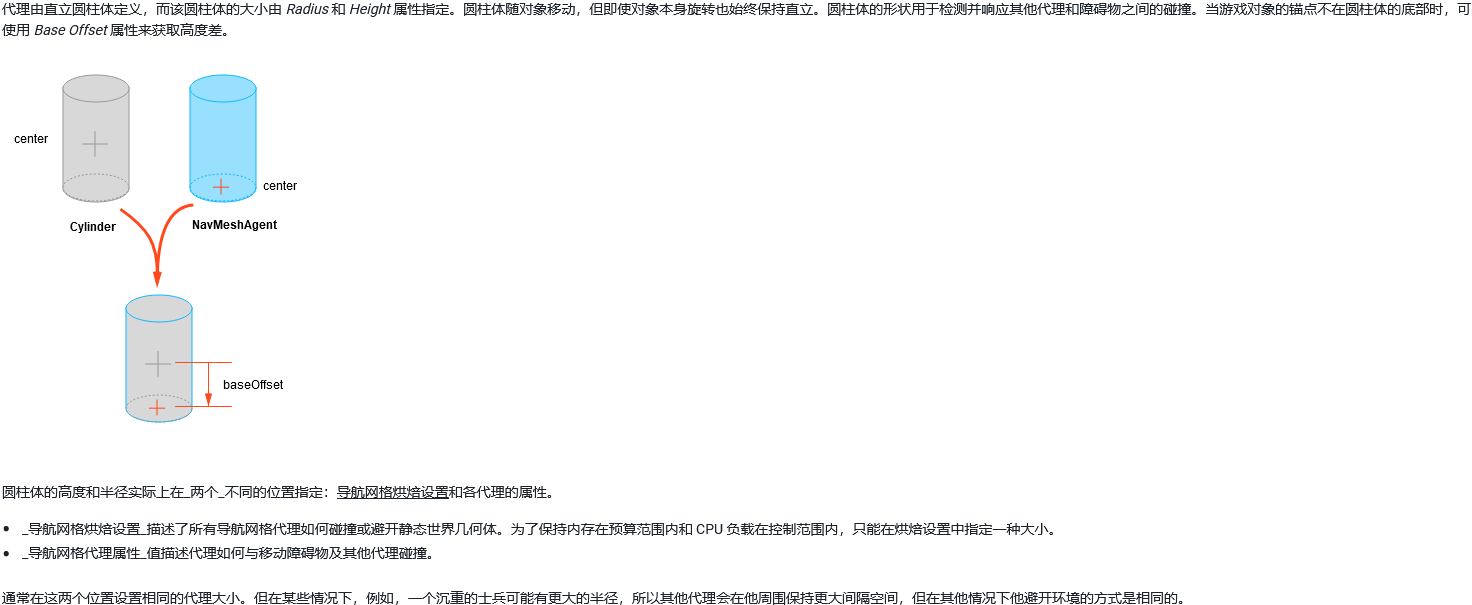 代理由直立圆柱体定义，而该圆柱体的大小由 Radius 和 Height 属性指定。圆柱体随对象移动，但即使对象本身旋转也始终保持直立。圆柱体的形状用于检测并响应其他代理和障碍物之间的碰撞。当游戏对象的锚点不在圆柱体的底部时，可
使用 Base Offset 属性来获取高度差。
center
center
Cylinder
NavMeshAgent
baseOffset
圆柱体的高度和半径实际上在_两个_不同的位置指定：导航网格烘焙设置和各代理的属性。
• _导航网格烘焙设置_描述了所有导航网格代理如何碰撞或避开静态世界几何体。为了保持内存在预算范围内和 CPU 负载在控制范围内，只能在烘焙设置中指定一种大小。
• _导航网格代理属性_值描述代理如何与移动障碍物及其他代理碰撞。
通常在这两个位置设置相同的代理大小。但在某些情况下，例如，一个沉重的士兵可能有更大的半径，所以其他代理会在他周围保持更大间隔空间，但在其他情况下他避开环境的方式是相同的。